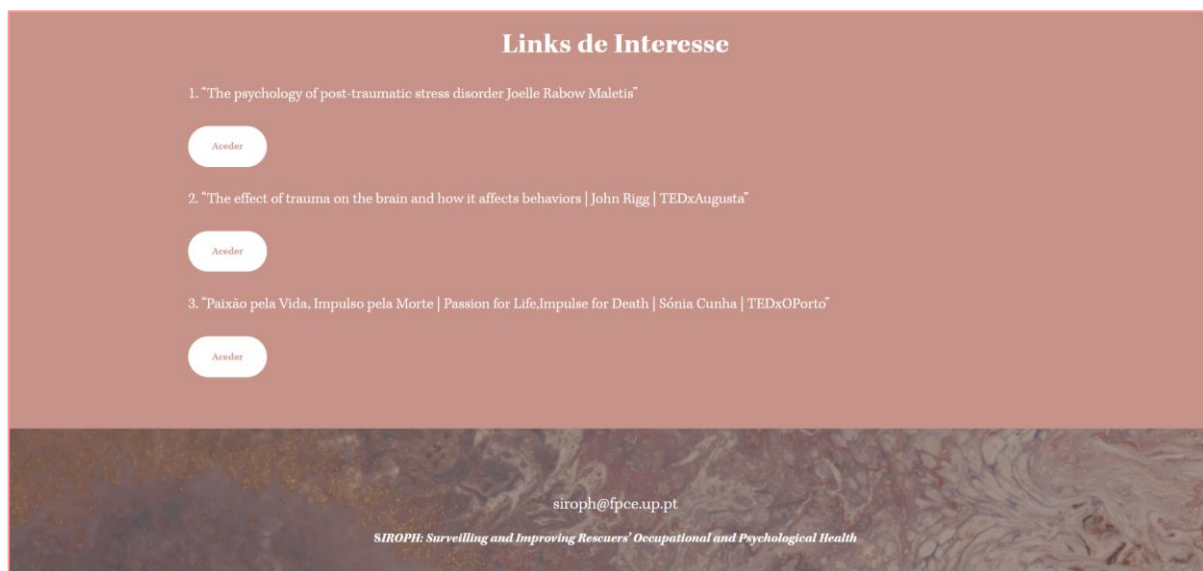 Links de Interesse
1. “The psychology of post-traumatic stress disorder Joelle Rabow Maletis”
Aceder
2. “The effect of trauma on the brain and how it affects behaviors | John Rigg | TEDxAugusta”
Aceder
3. “Paixão pela Vida, Impulso pela Morte | Passion for Life,Impulse for Death | Sónia Cunha | TEDxOPorto”
Aceder
siroph@fpce.up.pt
SIROPH: Surveilling and Improving Rescuers’ Occupational and Psychological Health